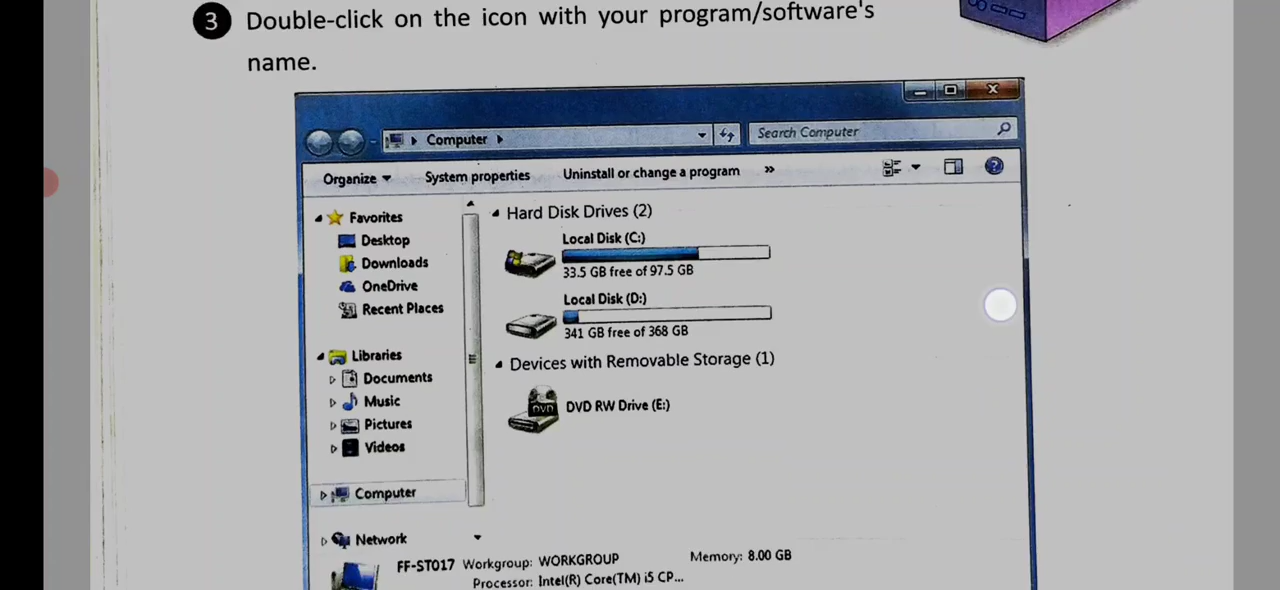 3 Double-click on the icon with your program/software's
name.
Computer
Search Computer
Organize System properties Uninstall or change a program »
Favorites
Desktop
Downloads
OneDrive
Recent Places
Libraries
Documents
Music
Pictures
Videos
Computer
Network
Hard Disk Drives (2)
Local Disk (C:)
33.5 GB free of 97.5 GB
Local Disk (D:)
341 GB free of 368 GB
Devices with Removable Storage (1)
DVD
DVD RW Drive (E:)
FF-ST017 Workgroup: WORKGROUP Memory: 8.00 GB
Processor: Intel(R) Core(TM) i5 CP...